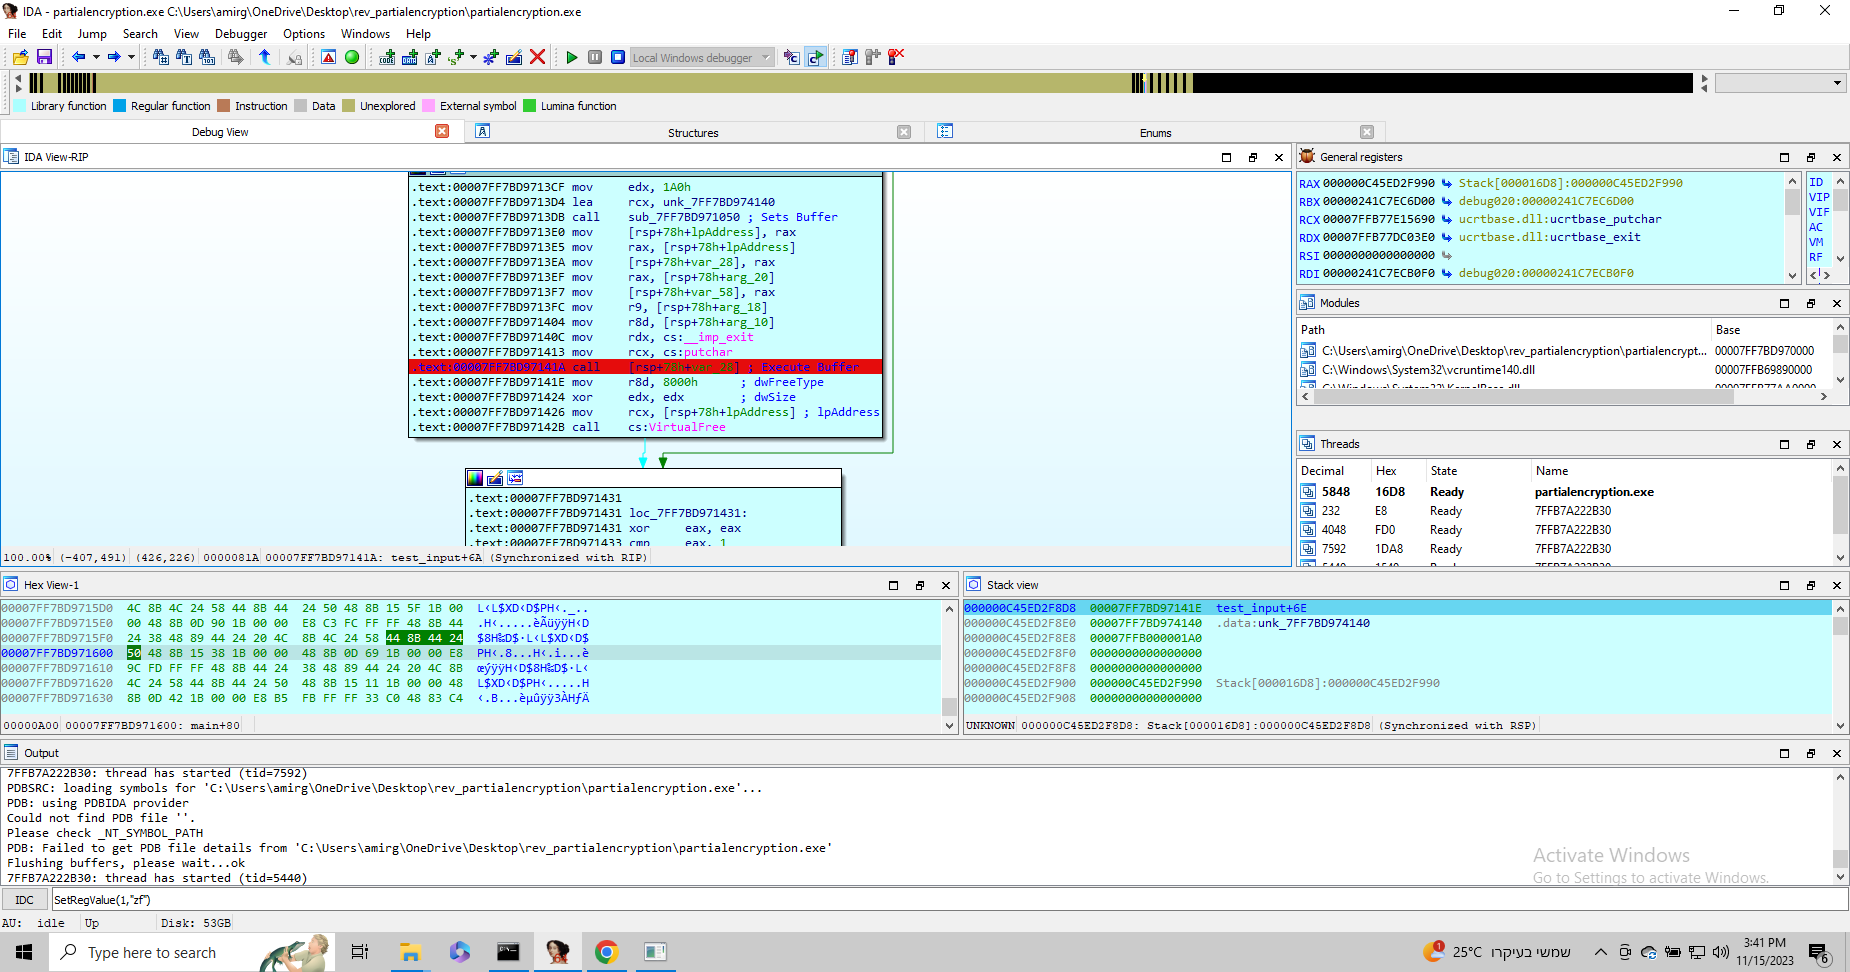 IDA - partialencryption.exe C:\Users\amirg\OneDrive\Desktop\rev_partialencryption\partialencryption.exe
File Edit Jump Search View Debugger Options Windows Help
Local Windows debugger
Library function Regular function Instruction Data Unexplored External symbol Lumina function
Debug View Structures Enums
IDA View-RIP
.text:00007FF7BD9713CF mov edx, 1A0h
.text:00007FF7BD9713D4 lea rcx, unk_7FF7BD974140
.text:00007FF7BD9713DB call sub_7FF7BD971050 ; Sets Buffer
.text:00007FF7BD9713E0 mov [rsp+78h+lpAddress], rax
.text:00007FF7BD9713E5 mov rax, [rsp+78h+lpAddress]
.text:00007FF7BD9713EA mov [rsp+78h+var_28], rax
.text:00007FF7BD9713EF mov rax, [rsp+78h+arg_20]
.text:00007FF7BD9713F7 mov [rsp+78h+var_58], rax
.text:00007FF7BD9713FC mov r9, [rsp+78h+arg_18]
.text:00007FF7BD971404 mov r8d, [rsp+78h+arg_10]
.text:00007FF7BD97140C mov rdx, cs:__imp_exit
.text:00007FF7BD971413 mov rcx, cs:putchar
.text:00007FF7BD97141A call [rsp+78h+var_28] ; Execute Buffer
.text:00007FF7BD97141E mov r8d, 8000h ; dwFreeType
.text:00007FF7BD971424 xor edx, edx ; dwSize
.text:00007FF7BD971426 mov rcx, [rsp+78h+lpAddress] ; lpAddress
.text:00007FF7BD97142B call cs:VirtualFree
.text:00007FF7BD971431
.text:00007FF7BD971431 loc_7FF7BD971431:
.text:00007FF7BD971431 xor eax, eax
.text:00007FF7BD971433 cmp eax, 1
100.00% (-407,491) (426,226) 0000081A 00007FF7BD97141A: test_input+6A (Synchronized with RIP)
General registers
RAX 000000C45ED2F990 Stack[000016D8]:000000C45ED2F990
RBX 00000241C7EC6D00 debug020:00000241C7EC6D00
RCX 00007FFB77E15690 ucrtbase.dll:ucrtbase_putchar
RDX 00007FFB77DC03E0 ucrtbase.dll:ucrtbase_exit
RSI 0000000000000000
RDI 00000241C7ECB0F0 debug020:00000241C7ECB0F0
ID
VIP
VIF
AC
VM
RF
Modules
Path Base
C:\Users\amirg\OneDrive\Desktop\rev_partialencryption\partialencrypt... 00007FF7BD970000
C:\Windows\System32\vcruntime140.dll 00007FFB69890000
C:\Windows\System32\KernelBase.dll 00007FFB77AA0000
Threads
Decimal Hex State Name
5848 16D8 Ready partialencryption.exe
232 E8 Ready 7FFB7A222B30
4048 FD0 Ready 7FFB7A222B30
7592 1DA8 Ready 7FFB7A222B30
Hex View-1
00007FF7BD9715D0 4C 8B 4C 24 58 44 8B 44 24 50 48 8B 15 5F 1B 00 L‹L$XD‹D$PH‹._..
00007FF7BD9715E0 00 48 8B 0D 90 1B 00 00 E8 C3 FC FF FF 48 8B 44 .H‹.....èÃüÿÿH‹D
00007FF7BD9715F0 24 38 48 89 44 24 20 4C 8B 4C 24 58 44 8B 44 24 $8H‰D$·L‹L$XD‹D$
00007FF7BD971600 50 48 8B 15 38 1B 00 00 48 8B 0D 69 1B 00 00 E8 PH‹.8...H‹.i...è
00007FF7BD971610 9C FD FF FF 48 8B 44 24 38 48 89 44 24 20 4C 8B œýÿÿH‹D$8H‰D$·L‹
00007FF7BD971620 4C 24 58 44 8B 44 24 50 48 8B 15 11 1B 00 00 48 L$XD‹D$PH‹.....H
00007FF7BD971630 8B 0D 42 1B 00 00 E8 B5 FB FF FF 33 C0 48 83 C4 ‹.B...èµûÿÿ3ÀHƒÄ
00000A00 00007FF7BD971600: main+80
Stack view
000000C45ED2F8D8 00007FF7BD97141E test_input+6E
000000C45ED2F8E0 00007FF7BD974140 .data:unk_7FF7BD974140
000000C45ED2F8E8 00007FFB000001A0
000000C45ED2F8F0 0000000000000000
000000C45ED2F8F8 0000000000000000
000000C45ED2F900 0000000000000000 Stack[000016D8]:000000C45ED2F990
000000C45ED2F908 0000000000000000
UNKNOWN 000000C45ED2F8D8: Stack[000016D8]:000000C45ED2F8D8 (Synchronized with RSP)
Output
7FFB7A222B30: thread has started (tid=7592)
PDBSRC: loading symbols for 'C:\Users\amirg\OneDrive\Desktop\rev_partialencryption\partialencryption.exe'...
PDB: using PDBIDA provider
Could not find PDB file ''.
Please check _NT_SYMBOL_PATH
PDB: Failed to get PDB file details from 'C:\Users\amirg\OneDrive\Desktop\rev_partialencryption\partialencryption.exe'
Flushing buffers, please wait...ok
7FFB7A222B30: thread has started (tid=5440)
Activate Windows
Go to Settings to activate Windows.
IDC SetRegValue(1,"zf")
AU: idle Up Disk: 53GB
Type here to search
1 25°C שמשי בעיקרו
3:41 PM
11/15/2023
6